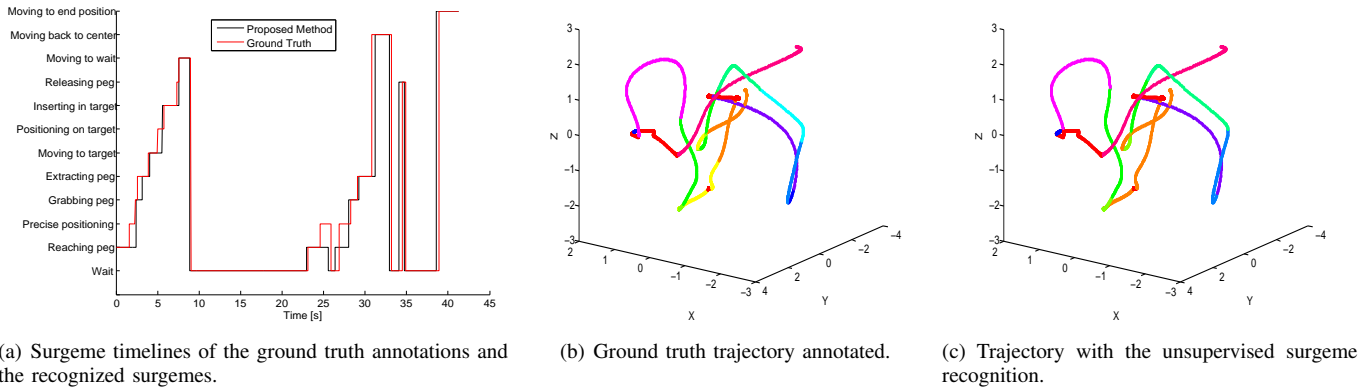 Moving to end position
Moving back to center
Moving to wait
Releasing peg
Inserting in target
Positioning on target
Moving to target
Extracting peg
Grabbing peg
Precise positioning
Reaching peg
Wait
Proposed Method
Ground Truth
0 5 10 15 20 25 30 35 40 45
Time [s]
3
2
1
0
−1
−2
−3
Z
2 1 0 −1 −2 −3
X
4 2 0 −2 −4
Y
3
2
1
0
−1
−2
−3
Z
2 1 0 −1 −2 −3
X
4 2 0 −2 −4
Y
(a) Surgeme timelines of the ground truth annotations and
the recognized surgemes.
(b) Ground truth trajectory annotated.
(c) Trajectory with the unsupervised surgeme
recognition.